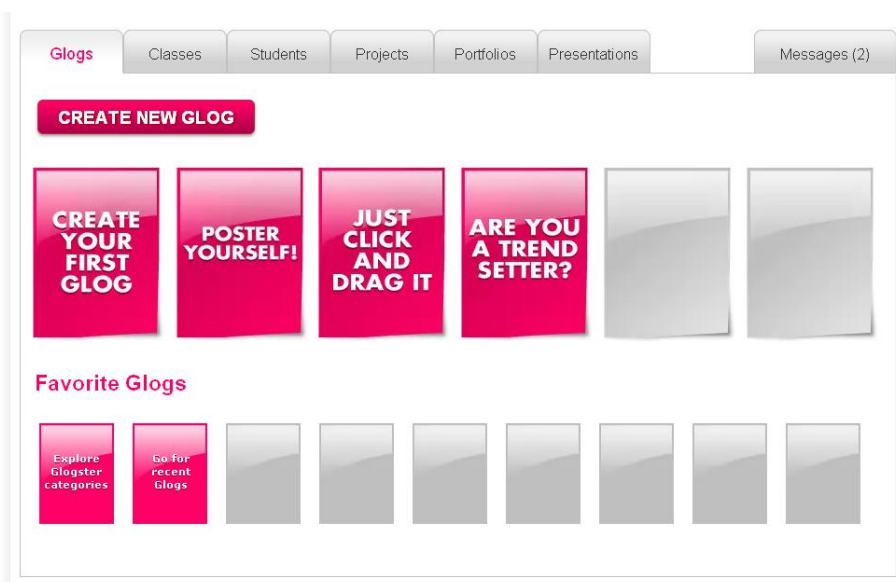 Glogs
Classes
Students
Projects
Portfolios
Presentations
Messages (2)
CREATE NEW GLOG
CREATE
YOUR
FIRST
GLOG
POSTER
YOURSELF!
JUST
CLICK
AND
DRAG IT
ARE YOU
A TREND
SETTER?
Favorite Glogs
Explore
Glogster
categories
Go for
recent
Glogs